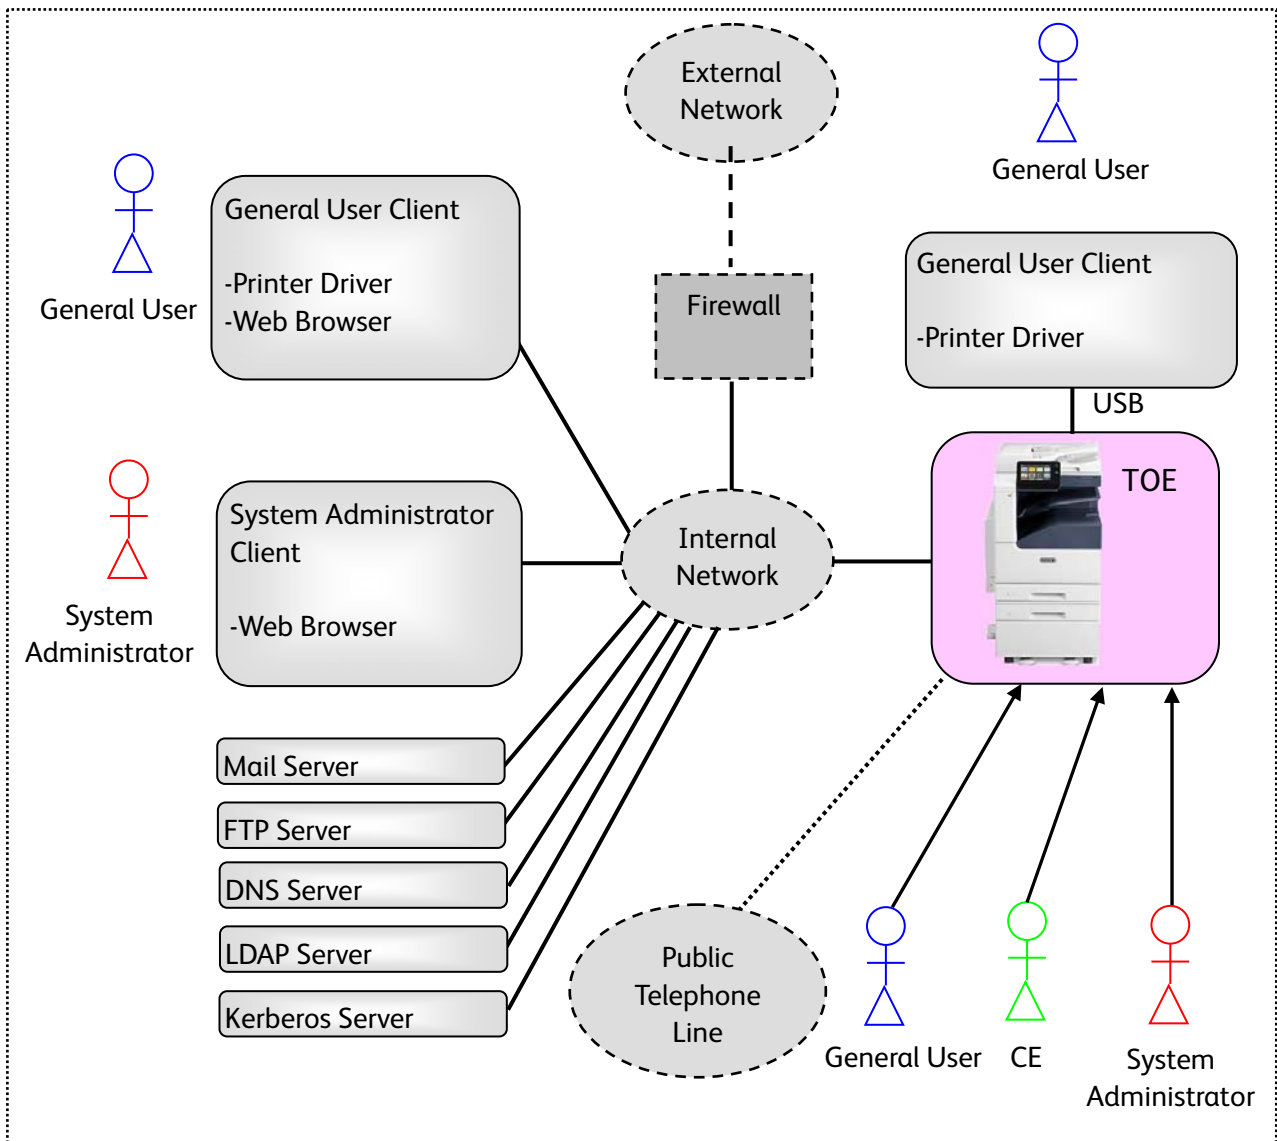 External
Network
General User
General User Client
-Printer Driver
-Web Browser
General User
Firewall
General User Client
-Printer Driver
USB
TOE
System Administrator
Client
-Web Browser
System
Administrator
Internal
Network
Mail Server
FTP Server
DNS Server
LDAP Server
Kerberos Server
Public
Telephone
Line
General User
CE
System
Administrator